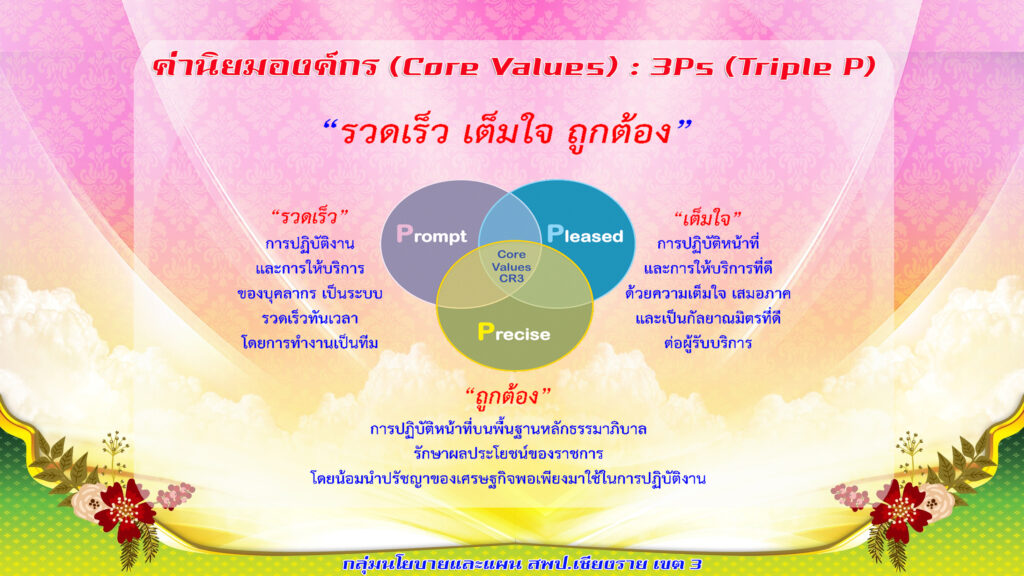 ค่านิยมองค์กร (Core Values) : 3Ps (Triple P)
“รวดเร็ว เต็มใจ ถูกต้อง”
“รวดเร็ว”
การปฏิบัติงาน
และการให้บริการ
ของบุคลากร เป็นระบบ
รวดเร็วทันเวลา
โดยการทำงานเป็นทีม
Prompt
Pleased
Core
Values
CR3
Precise
“เต็มใจ”
การปฏิบัติหน้าที่
และการให้บริการที่ดี
ด้วยความเต็มใจ เสมอภาค
และเป็นกัลยาณมิตรที่ดี
ต่อผู้รับบริการ
“ถูกต้อง”
การปฏิบัติหน้าที่บนพื้นฐานหลักธรรมาภิบาล
รักษาผลประโยชน์ของราชการ
โดยน้อมนำปรัชญาของเศรษฐกิจพอเพียงมาใช้ในการปฏิบัติงาน
กลุ่มนโยบายและแผน สพป.เชียงราย เขต 3